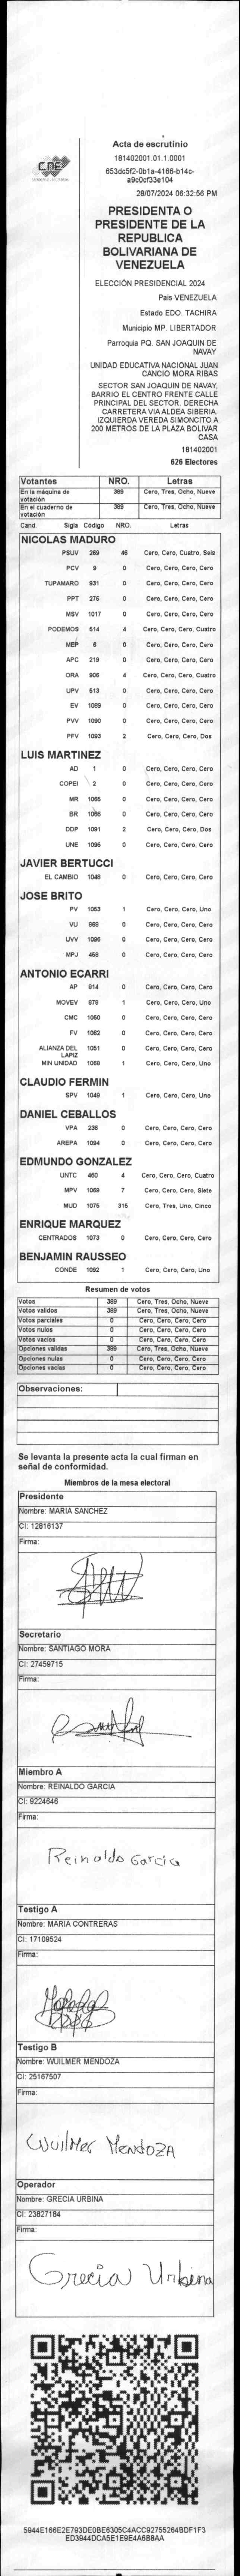 CNE
Acta de escrutinio
181402001.01.1.0001
653dc5f2-0b1a-4166-b14c-
a9c0cf33e104
28/07/2024 06:32:56 PM
PRESIDENTA O
PRESIDENTE DE LA
REPUBLICA
BOLIVARIANA DE
VENEZUELA
ELECCIÓN PRESIDENCIAL 2024
Pais VENEZUELA
Estado EDO. TACHIRA
Municipio MP. LIBERTADOR
Parroquia PQ. SAN JOAQUIN DE
NAVAY
UNIDAD EDUCATIVA NACIONAL JUAN
CANCIO MORA RIBAS
SECTOR SAN JOAQUIN DE NAVAY.
BARRIO EL CENTRO FRENTE CALLE
PRINCIPAL DEL SECTOR. DERECHA
CARRETERA VIA ALDEA SIBERIA.
IZQUIERDA VEREDA SIMONCITO A
200 METROS DE LA PLAZA BOLIVAR
CASA
181402001
626 Electores
Votantes NRO. Letras
En la máquina de votación 389 Cero, Tres, Ocho, Nueve
En el cuaderno de votación 389 Cero, Tres, Ocho, Nueve
Cand. Sigla Código NRO. Letras
NICOLAS MADURO
PSUV 269 46 Cero, Cero, Cuatro, Seis
PCV 9 0 Cero, Cero, Cero, Cero
TUPAMARO 931 0 Cero, Cero, Cero, Cero
PPT 276 0 Cero, Cero, Cero, Cero
MSV 1017 0 Cero, Cero, Cero, Cero
PODEMOS 514 4 Cero, Cero, Cero, Cuatro
MEP 6 0 Cero, Cero, Cero, Cero
APC 219 0 Cero, Cero, Cero, Cero
ORA 906 4 Cero, Cero, Cero, Cuatro
UPV 513 0 Cero, Cero, Cero, Cero
EV 1089 0 Cero, Cero, Cero, Cero
PVV 1090 0 Cero, Cero, Cero, Cero
PFV 1093 2 Cero, Cero, Cero, Dos
LUIS MARTINEZ
AD 1 0 Cero, Cero, Cero, Cero
COPEI 2 0 Cero, Cero, Cero, Cero
MR 1065 0 Cero, Cero, Cero, Cero
BR 1066 0 Cero, Cero, Cero, Cero
DDP 1091 2 Cero, Cero, Cero, Dos
UNE 1095 0 Cero, Cero, Cero, Cero
JAVIER BERTUCCI
EL CAMBIO 1048 0 Cero, Cero, Cero, Cero
JOSE BRITO
PV 1053 1 Cero, Cero, Cero, Uno
VU 989 0 Cero, Cero, Cero, Cero
UVV 1096 0 Cero, Cero, Cero, Cero
MPJ 458 0 Cero, Cero, Cero, Cero
ANTONIO ECARRI
AP 914 0 Cero, Cero, Cero, Cero
MOVEV 979 1 Cero, Cero, Cero, Uno
CMC 1050 0 Cero, Cero, Cero, Cero
FV 1062 0 Cero, Cero, Cero, Cero
ALIANZA DEL LAPIZ 1051 0 Cero, Cero, Cero, Cero
MIN UNIDAD 1068 1 Cero, Cero, Cero, Uno
CLAUDIO FERMIN
SPV 1049 1 Cero, Cero, Cero, Uno
DANIEL CEBALLOS
VPA 236 0 Cero, Cero, Cero, Cero
AREPA 1094 0 Cero, Cero, Cero, Cero
EDMUNDO GONZALEZ
UNTC 460 4 Cero, Cero, Cero, Cuatro
MPV 1069 7 Cero, Cero, Cero, Siete
MUD 1075 315 Cero, Tres, Uno, Cinco
ENRIQUE MARQUEZ
CENTRADOS 1073 0 Cero, Cero, Cero, Cero
BENJAMIN RAUSSEO
CONDE 1092 1 Cero, Cero, Cero, Uno
Resumen de votos
Votos 389 Cero, Tres, Ocho, Nueve
Votos validos 389 Cero, Tres, Ocho, Nueve
Votos parciales 0 Cero, Cero, Cero, Cero
Votos nulos 0 Cero, Cero, Cero, Cero
Votos vacios 0 Cero, Cero, Cero, Cero
Opciones validas 389 Cero, Tres, Ocho, Nueve
Opciones nulas 0 Cero, Cero, Cero, Cero
Opciones vacias 0 Cero, Cero, Cero, Cero
Observaciones:
Se levanta la presente acta la cual firman en
señal de conformidad.
Miembros de la mesa electoral
Presidente
Nombre: MARIA SANCHEZ
CI: 12816137
Firma:
Secretario
Nombre: SANTIAGO MORA
CI: 27459715
Firma:
Miembro A
Nombre: REINALDO GARCIA
CI: 9224646
Firma:
Reinaldo Garcia
Testigo A
Nombre: MARIA CONTRERAS
CI: 17109524
Firma:
Testigo B
Nombre: WUILMER MENDOZA
CI: 25167507
Firma:
Wuilmer Mendoza
Operador
Nombre: GRECIA URBINA
CI: 23827184
Firma:
Grecia Urbina
5944E166E2E793DE0BE6305C4ACC92755264BDF1F3
ED3944DCA5E1E9E4A6B8AA